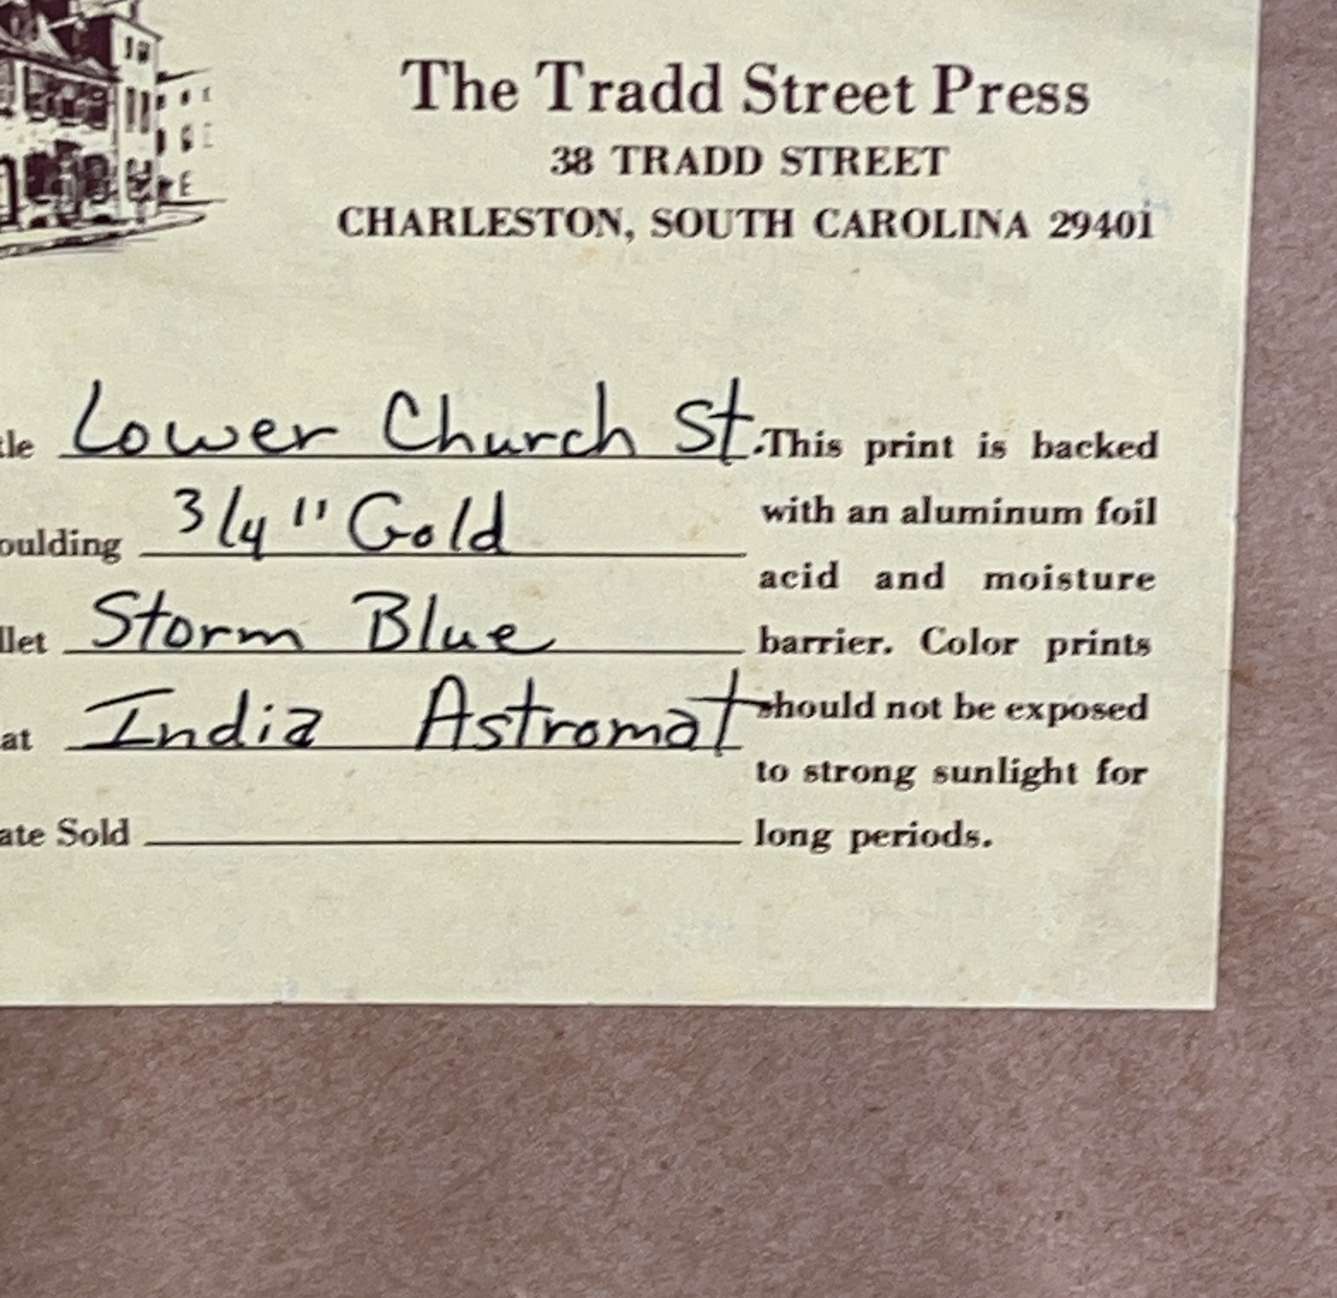 The Tradd Street Press
38 TRADD STREET
CHARLESTON, SOUTH CAROLINA 29401
tle Lower Church St.
oulding 3/4" Gold
llet Storm Blue
at India Astromat
ate Sold
This print is backed
with an aluminum foil
acid and moisture
barrier. Color prints
should not be exposed
to strong sunlight for
long periods.